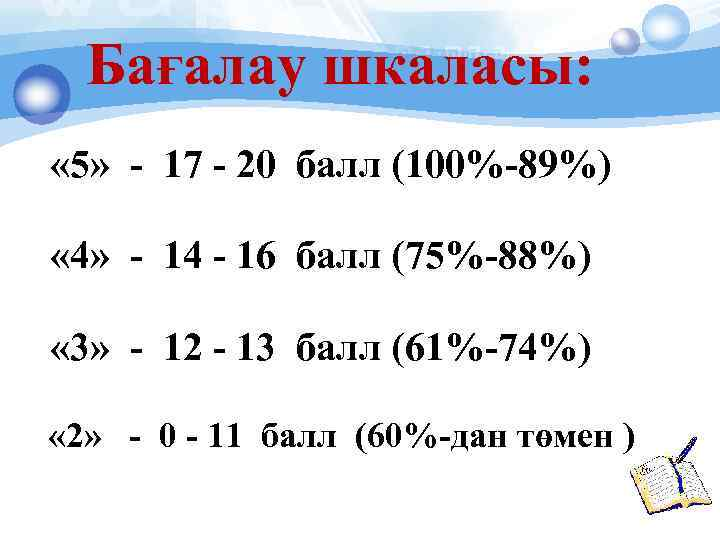 Бағалау шкаласы:
«5» - 17 - 20 балл (100%-89%)
«4» - 14 - 16 балл (75%-88%)
«3» - 12 - 13 балл (61%-74%)
«2» - 0 - 11 балл (60%-дан төмен )